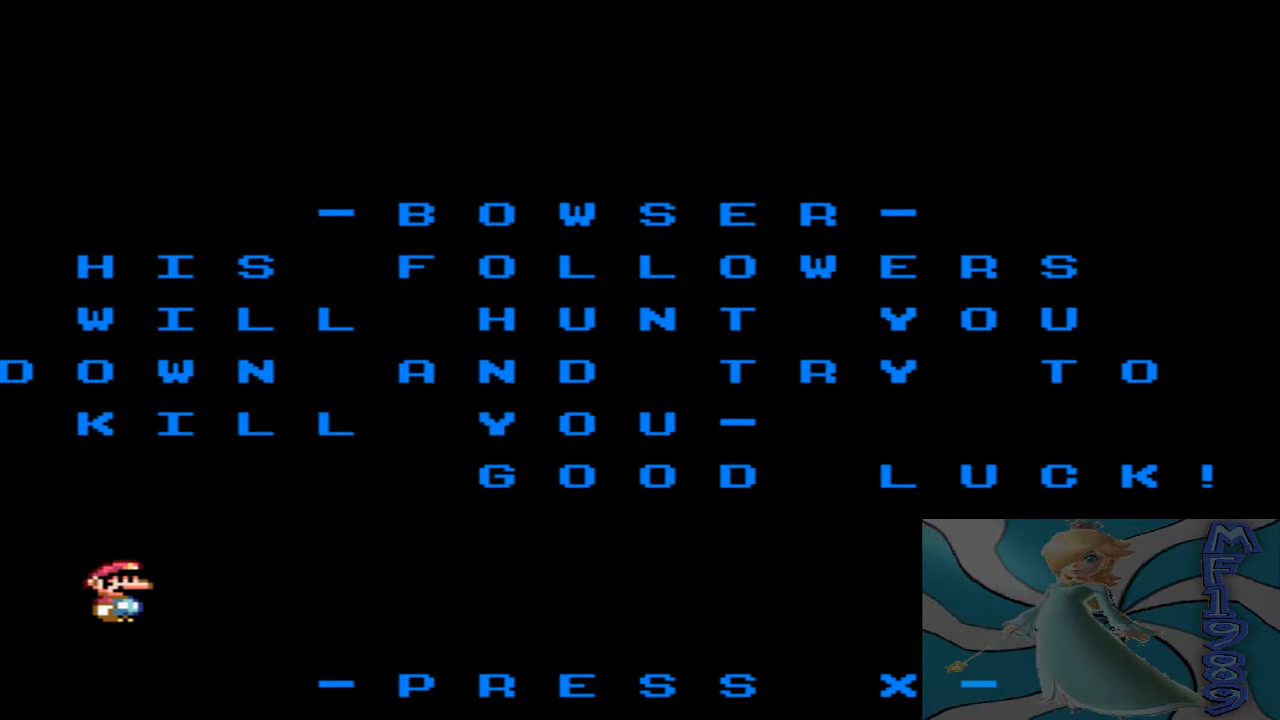 -BOWSER-
HIS FOLLOWERS
WILL HUNT YOU
DOWN AND TRY TO
KILL YOU-
GOOD LUCK!
-PRESS X-
MF1989